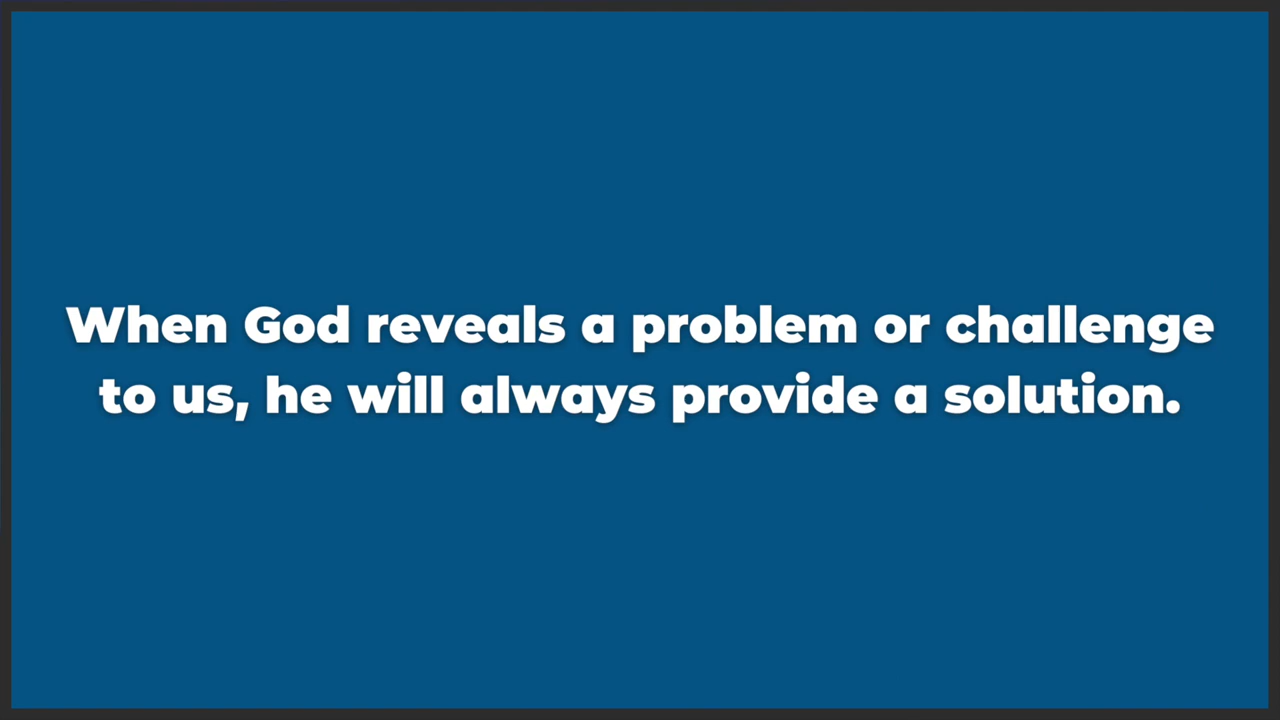 When God reveals a problem or challenge
to us, he will always provide a solution.